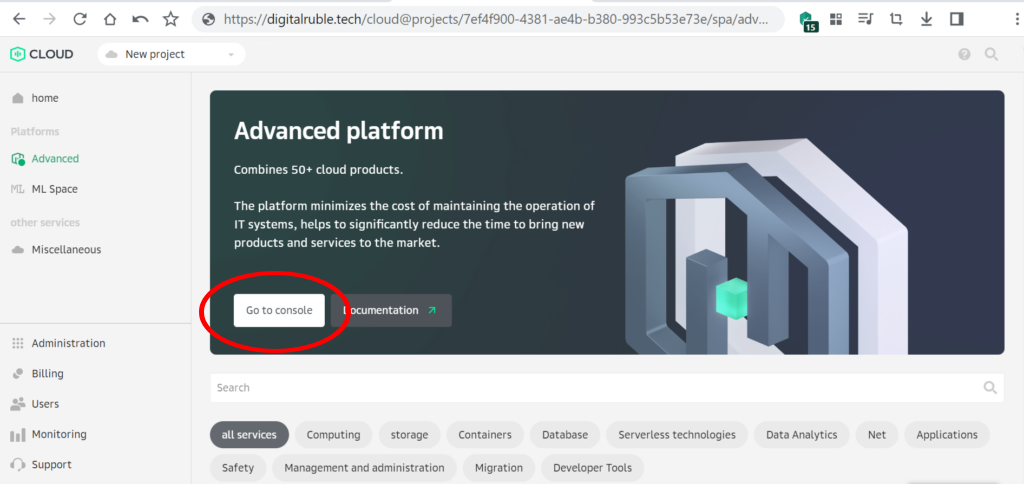 https://digitalruble.tech/cloud@projects/7ef4f900-4381-ae4b-b380-993c5b53e73e/spa/adv...
15
CLOUD
New project
home
Platforms
Advanced
ML ML Space
other services
Miscellaneous
Administration
Billing
Users
Monitoring
Support
Advanced platform
Combines 50+ cloud products.
The platform minimizes the cost of maintaining the operation of
IT systems, helps to significantly reduce the time to bring new
products and services to the market.
Go to console
Documentation
Search
all services
Computing
storage
Containers
Database
Serverless technologies
Data Analytics
Net
Applications
Safety
Management and administration
Migration
Developer Tools